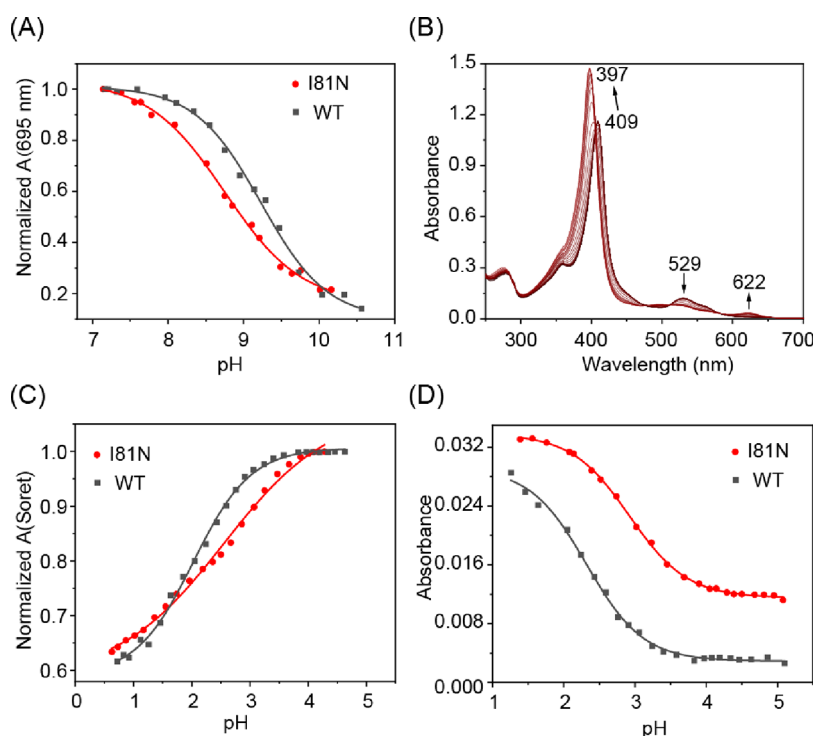 (A)
Normalized A(695 nm)
1.0
0.8
0.6
0.4
0.2
I81N
WT
7
8
9
10
11
pH
(B)
Absorbance
1.5
1.2
0.9
0.6
0.3
0.0
397
409
529
622
300
400
500
600
700
Wavelength (nm)
(C)
Normalized A(Soret)
1.0
0.9
0.8
0.7
0.6
I81N
WT
0
1
2
3
4
5
pH
(D)
Absorbance
0.032
0.024
0.016
0.008
0.000
I81N
WT
1
2
3
4
5
pH